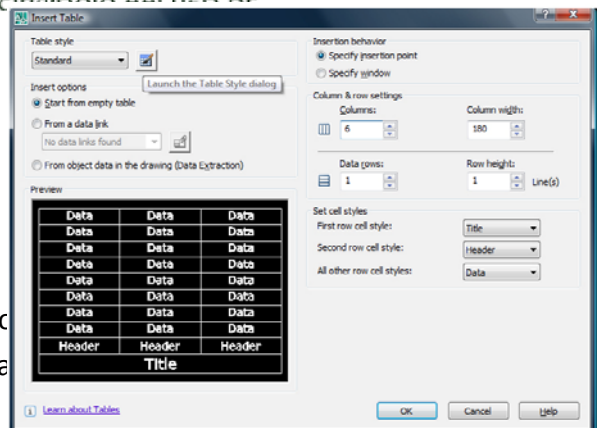 Insert Table
Table style
Standard
Launch the Table Style dialog
Insert options
Start from empty table
From a data link
No data links found
From object data in the drawing (Data Extraction)
Preview
Data Data Data
Data Data Data
Data Data Data
Data Data Data
Data Data Data
Data Data Data
Data Data Data
Data Data Data
Header Header Header
Title
Learn about Tables
Insertion behavior
Specify insertion point
Specify window
Column & row settings
Columns: Column width:
6 180
Data rows: Row height:
1 1 Line(s)
Set cell styles
First row cell style: Title
Second row cell style: Header
All other row cell styles: Data
OK Cancel Help